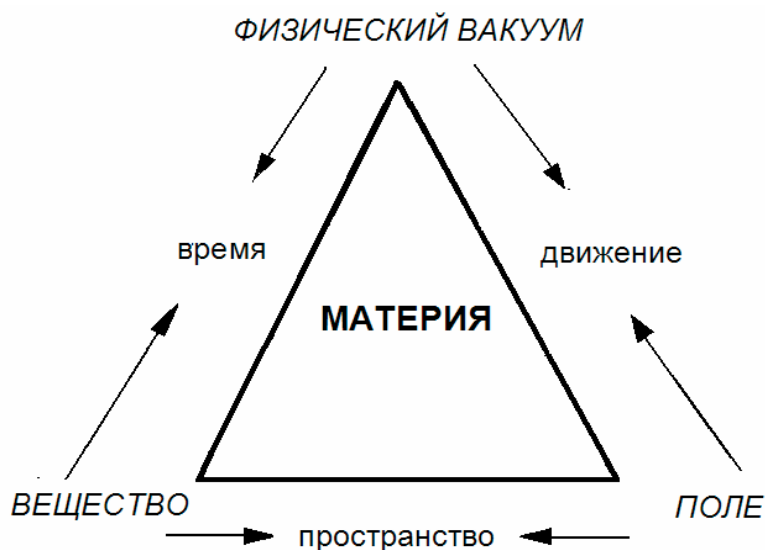 ФИЗИЧЕСКИЙ ВАКУУМ
время
движение
МАТЕРИЯ
ВЕЩЕСТВО
ПОЛЕ
пространство